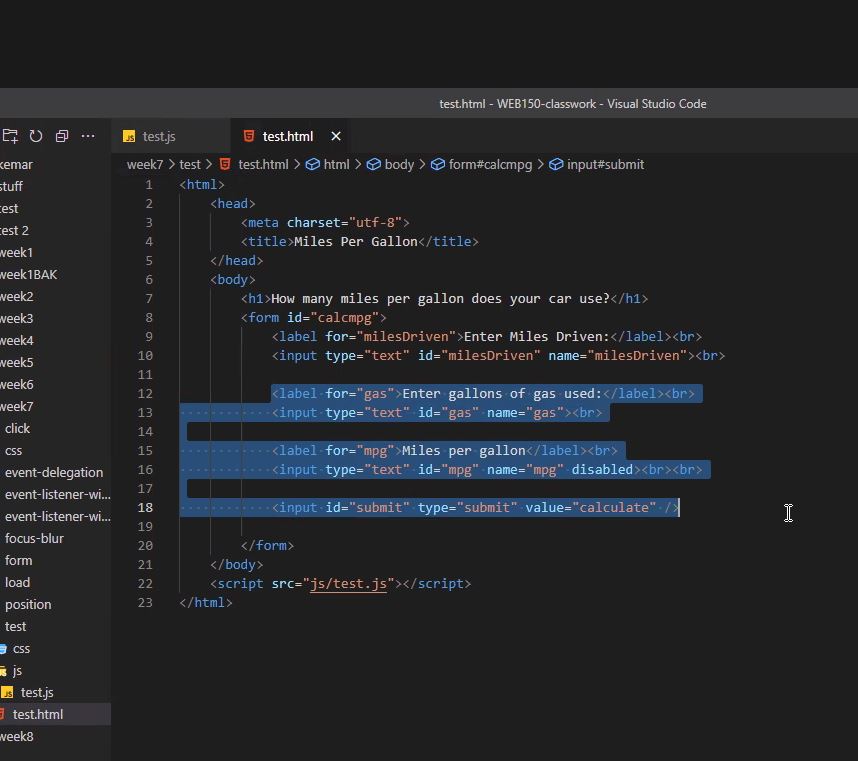 test.html - WEB150-classwork - Visual Studio Code
test.js
test.html
week7 > test > test.html > html > body > form#calcmpg > input#submit
kemar
stuff
test
test 2
week1
week1BAK
week2
week3
week4
week5
week6
week7
click
css
event-delegation
event-listener-wi...
event-listener-wi...
focus-blur
form
load
position
test
css
js
JS test.js
test.html
week8
1 <html>
2 <head>
3 <meta charset="utf-8">
4 <title>Miles Per Gallon</title>
5 </head>
6 <body>
7 <h1>How many miles per gallon does your car use?</h1>
8 <form id="calcmpg">
9 <label for="milesDriven">Enter Miles Driven:</label><br>
10 <input type="text" id="milesDriven" name="milesDriven"><br>
11
12 <label for="gas">Enter gallons of gas used:</label><br>
13 <input type="text" id="gas" name="gas"><br>
14
15 <label for="mpg">Miles per gallon</label><br>
16 <input type="text" id="mpg" name="mpg" disabled><br><br>
17
18 <input id="submit" type="submit" value="calculate" />
19
20 </form>
21 </body>
22 <script src="js/test.js"></script>
23 </html>